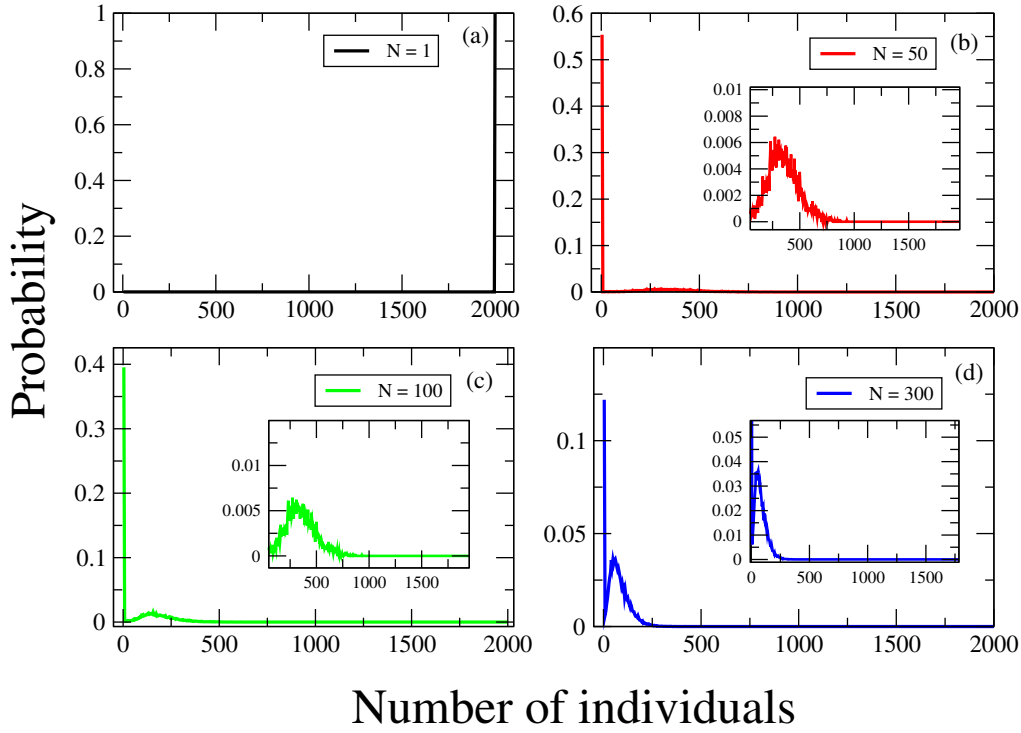 Probability
(a)
N = 1
1
0.8
0.6
0.4
0.2
0
0 500 1000 1500 2000
(b)
N = 50
0.6
0.5
0.4
0.3
0.2
0.1
0
0 500 1000 1500 2000
0.01
0.008
0.006
0.004
0.002
0
500 1000 1500
(c)
N = 100
0.4
0.3
0.2
0.1
0
0 500 1000 1500 2000
0.01
0.005
0
500 1000 1500
(d)
N = 300
0.1
0.05
0
0 500 1000 1500 2000
0.05
0.04
0.03
0.02
0.01
0
0 500 1000 1500
Number of individuals